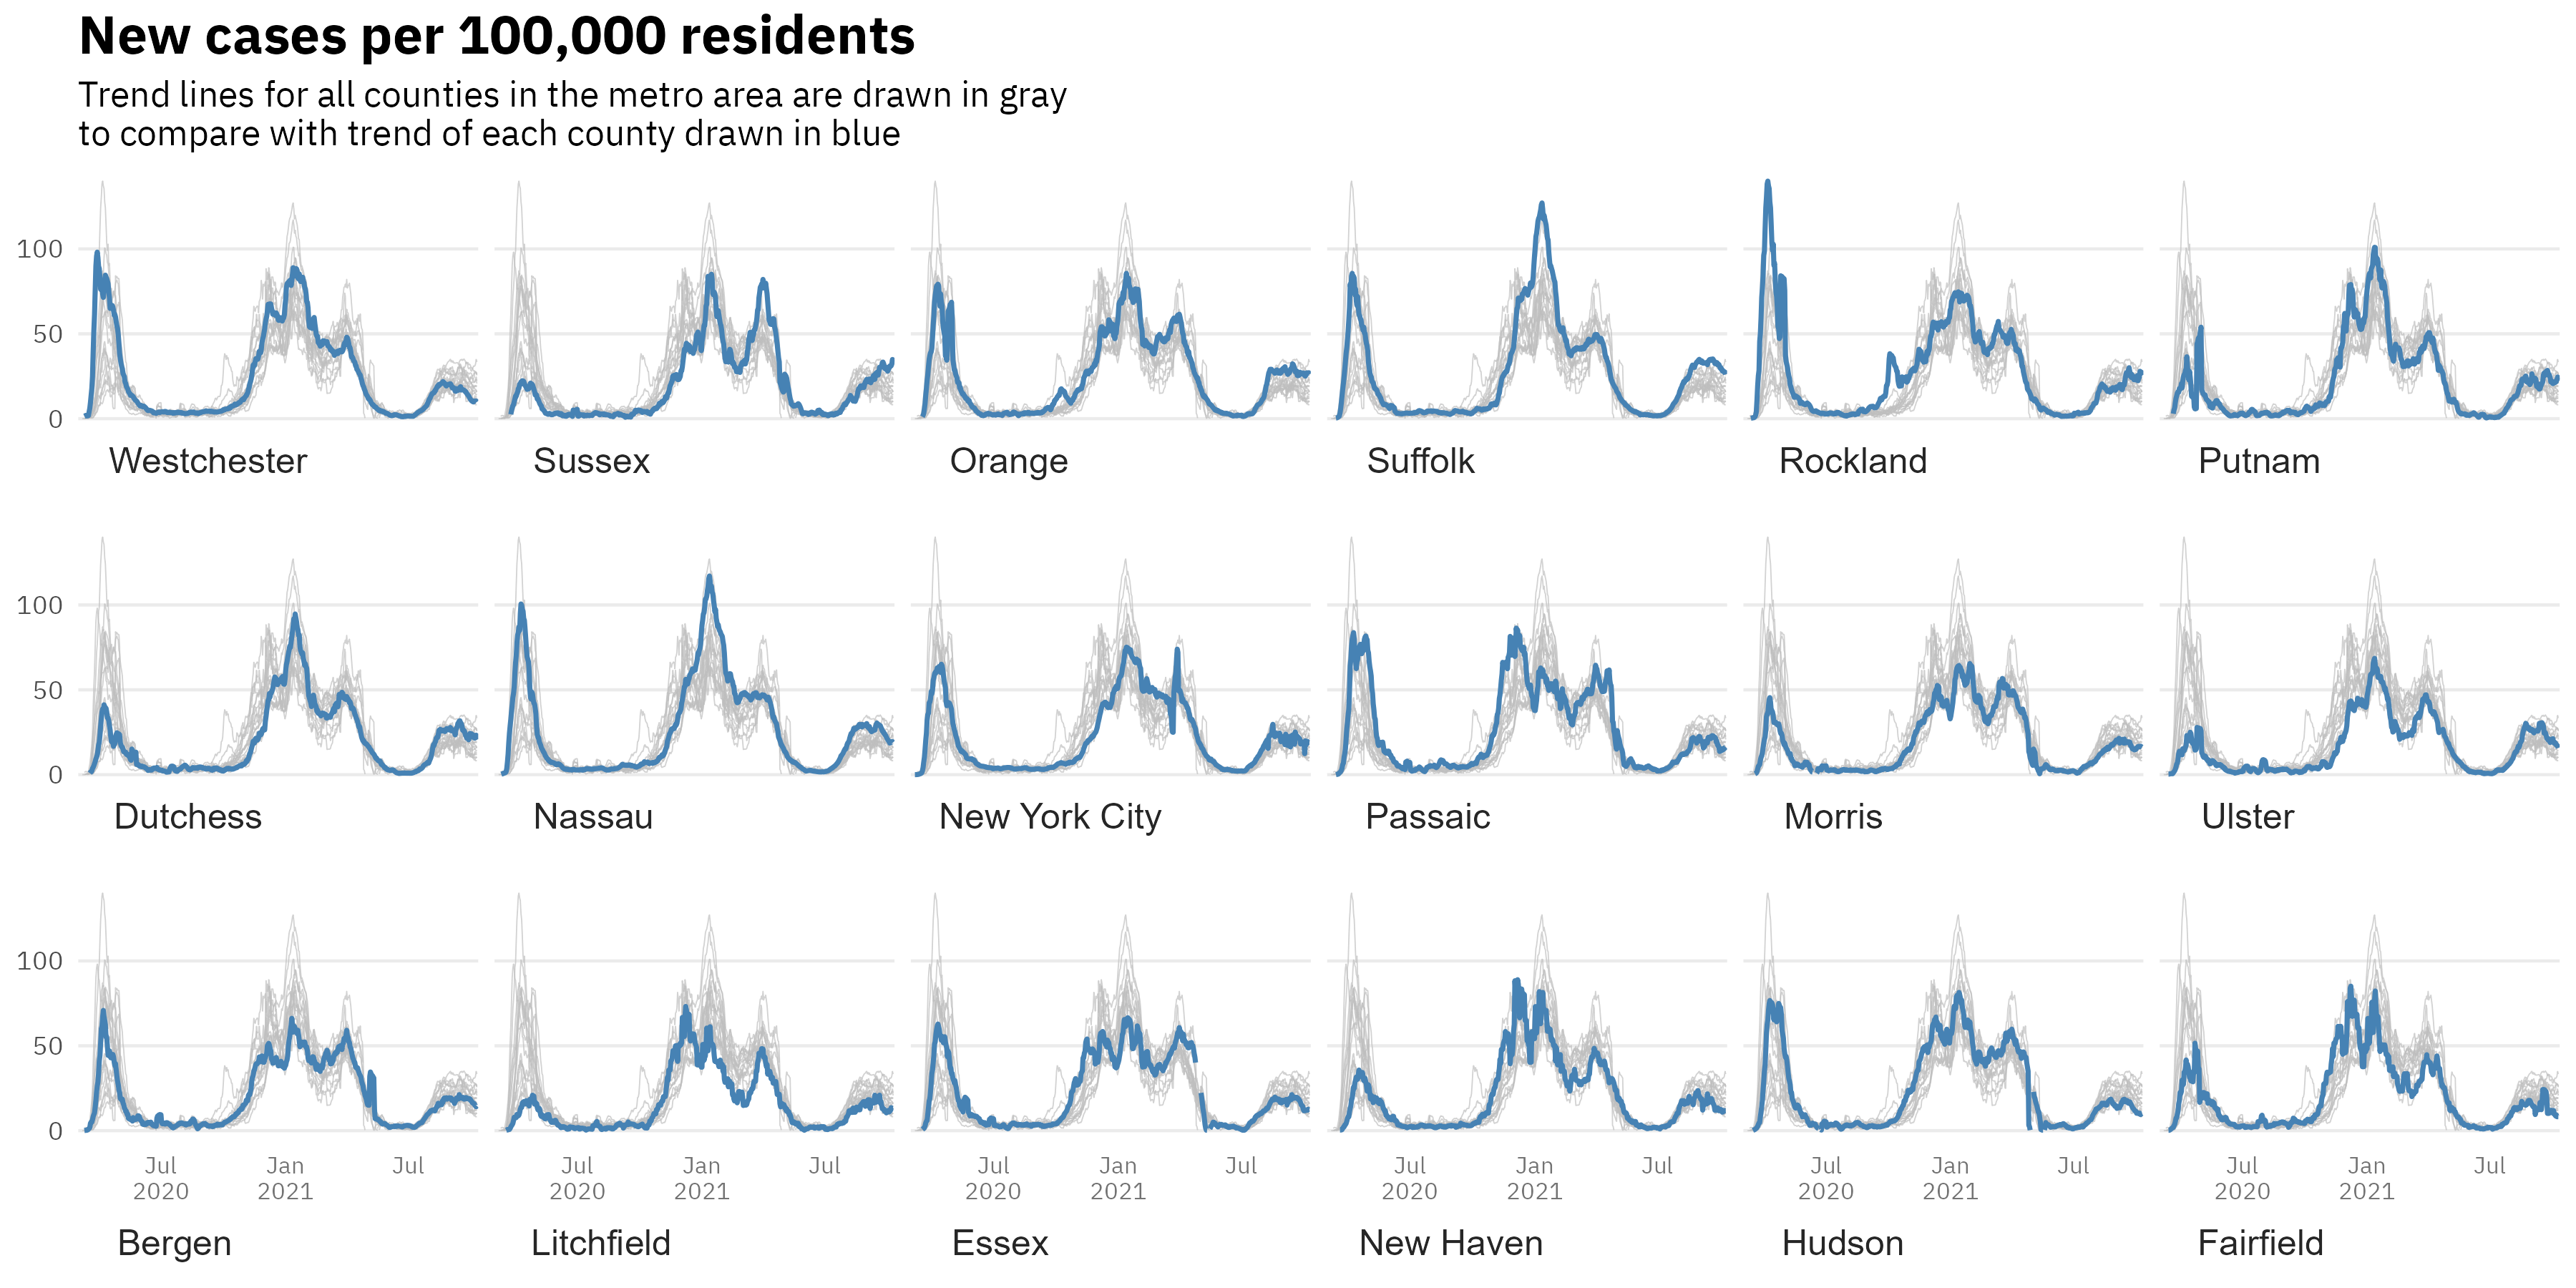 New cases per 100,000 residents
Trend lines for all counties in the metro area are drawn in gray
to compare with trend of each county drawn in blue
100
50
0
Westchester Sussex Orange Suffolk Rockland Putnam
100
50
0
Dutchess Nassau New York City Passaic Morris Ulster
100
50
0
Jul Jan Jul Jul Jan Jul Jul Jan Jul Jul Jan Jul Jul Jan Jul Jul Jan Jul
2020 2021 2020 2021 2020 2021 2020 2021 2020 2021 2020 2021
Bergen Litchfield Essex New Haven Hudson Fairfield